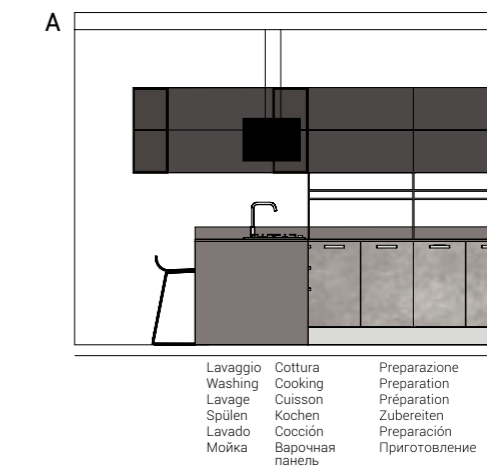 A
Lavaggio Cottura Preparazione
Washing Cooking Preparation
Lavage Cuisson Préparation
Spülen Kochen Zubereiten
Lavado Cocción Preparación
Мойка Варочная Приготовление
панель